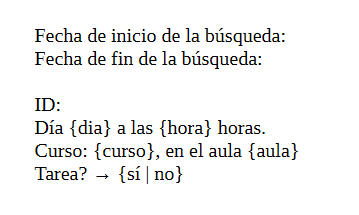 Fecha de inicio de la búsqueda:
Fecha de fin de la búsqueda:
ID:
Día {dia} a las {hora} horas.
Curso: {curso}, en el aula {aula}
Tarea? → {sí | no}